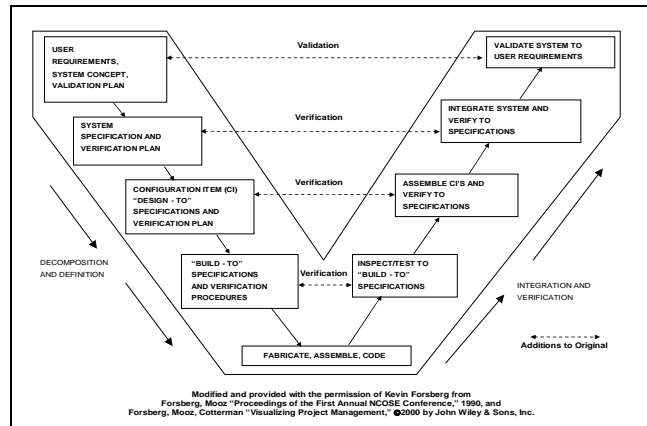 USER
REQUIREMENTS,
SYSTEM CONCEPT,
VALIDATION PLAN
Validation
VALIDATE SYSTEM TO
USER REQUIREMENTS
SYSTEM
SPECIFICATION AND
VERIFICATION PLAN
Verification
INTEGRATE SYSTEM AND
VERIFY TO
SPECIFICATIONS
CONFIGURATION ITEM (CI)
“DESIGN - TO”
SPECIFICATIONS AND
VERIFICATION PLAN
Verification
ASSEMBLE CI'S AND
VERIFY TO
SPECIFICATIONS
DECOMPOSITION
AND DEFINITION
“BUILD - TO”
SPECIFICATIONS
AND VERIFICATION
PROCEDURES
Verification
INSPECT/TEST TO
“BUILD - TO”
SPECIFICATIONS
INTEGRATION AND
VERIFICATION
FABRICATE, ASSEMBLE, CODE
Additions to Original
Modified and provided with the permission of Kevin Forsberg from
Forsberg, Mooz “Proceedings of the First Annual NCOSE Conference,” 1990, and
Forsberg, Mooz, Cotterman “Visualizing Project Management,” ©2000 by John Wiley & Sons, Inc.